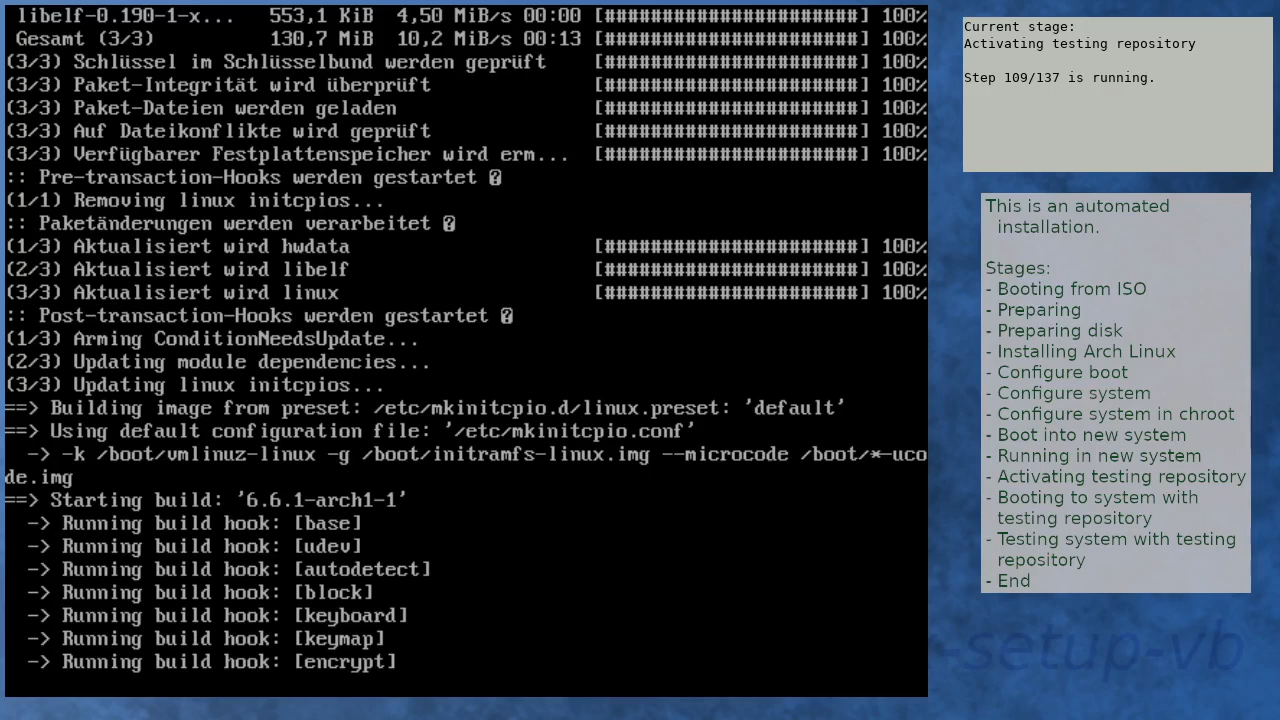 libelf-0.190-1-x...   553,1 KiB  4,50 MiB/s 00:00 [######################] 100%
Gesamt (3/3)          130,7 MiB  10,2 MiB/s 00:13 [######################] 100%
(3/3) Schlüssel im Schlüsselbund werden geprüft    [######################] 100%
(3/3) Paket-Integrität wird überprüft              [######################] 100%
(3/3) Paket-Dateien werden geladen                 [######################] 100%
(3/3) Auf Dateikonflikte wird geprüft              [######################] 100%
(3/3) Verfügbarer Festplattenspeicher wird erm...  [######################] 100%
:: Pre-transaction-Hooks werden gestartet �
(1/1) Removing linux initcpios...
:: Paketänderungen werden verarbeitet �
(1/3) Aktualisiert wird hwdata                     [######################] 100%
(2/3) Aktualisiert wird libelf                     [######################] 100%
(3/3) Aktualisiert wird linux                      [######################] 100%
:: Post-transaction-Hooks werden gestartet �
(1/3) Arming ConditionNeedsUpdate...
(2/3) Updating module dependencies...
(3/3) Updating linux initcpios...
==> Building image from preset: /etc/mkinitcpio.d/linux.preset: 'default'
==> Using default configuration file: '/etc/mkinitcpio.conf'
  -> -k /boot/vmlinuz-linux -g /boot/initramfs-linux.img --microcode /boot/*-uco
de.img
==> Starting build: '6.6.1-arch1-1'
  -> Running build hook: [base]
  -> Running build hook: [udev]
  -> Running build hook: [autodetect]
  -> Running build hook: [block]
  -> Running build hook: [keyboard]
  -> Running build hook: [keymap]
  -> Running build hook: [encrypt]
Current stage:
Activating testing repository
Step 109/137 is running.
This is an automated
installation.
Stages:
- Booting from ISO
- Preparing
- Preparing disk
- Installing Arch Linux
- Configure boot
- Configure system
- Configure system in chroot
- Boot into new system
- Running in new system
- Activating testing repository
- Booting to system with
testing repository
- Testing system with testing
repository
- End
-setup-vb